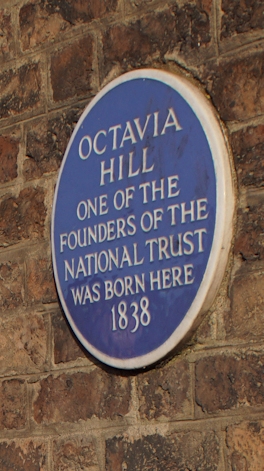 OCTAVIA
HILL
ONE OF THE
FOUNDERS OF THE
NATIONAL TRUST
WAS BORN HERE
1838